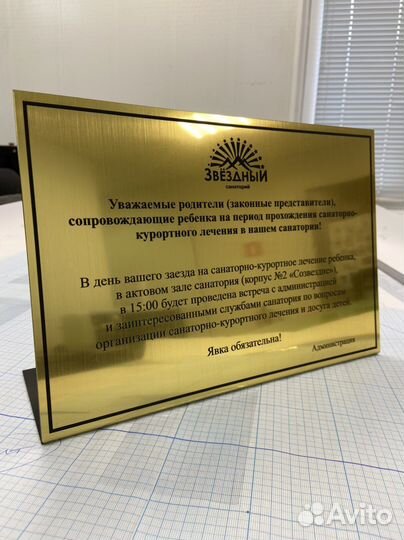 ЗВЁЗДНЫЙ
санаторий
Уважаемые родители (законные представители),
сопровождающие ребенка на период прохождения санаторно-
курортного лечения в нашем санатории!
В день вашего заезда на санаторно-курортное лечение ребенка,
в актовом зале санатория (корпус №2 «Созвездие»),
в 15:00 будет проведена встреча с администрацией
и заинтересованными службами санатория по вопросам
организации санаторно-курортного лечения и досуга детей.
Явка обязательна!
Администрация
Avito